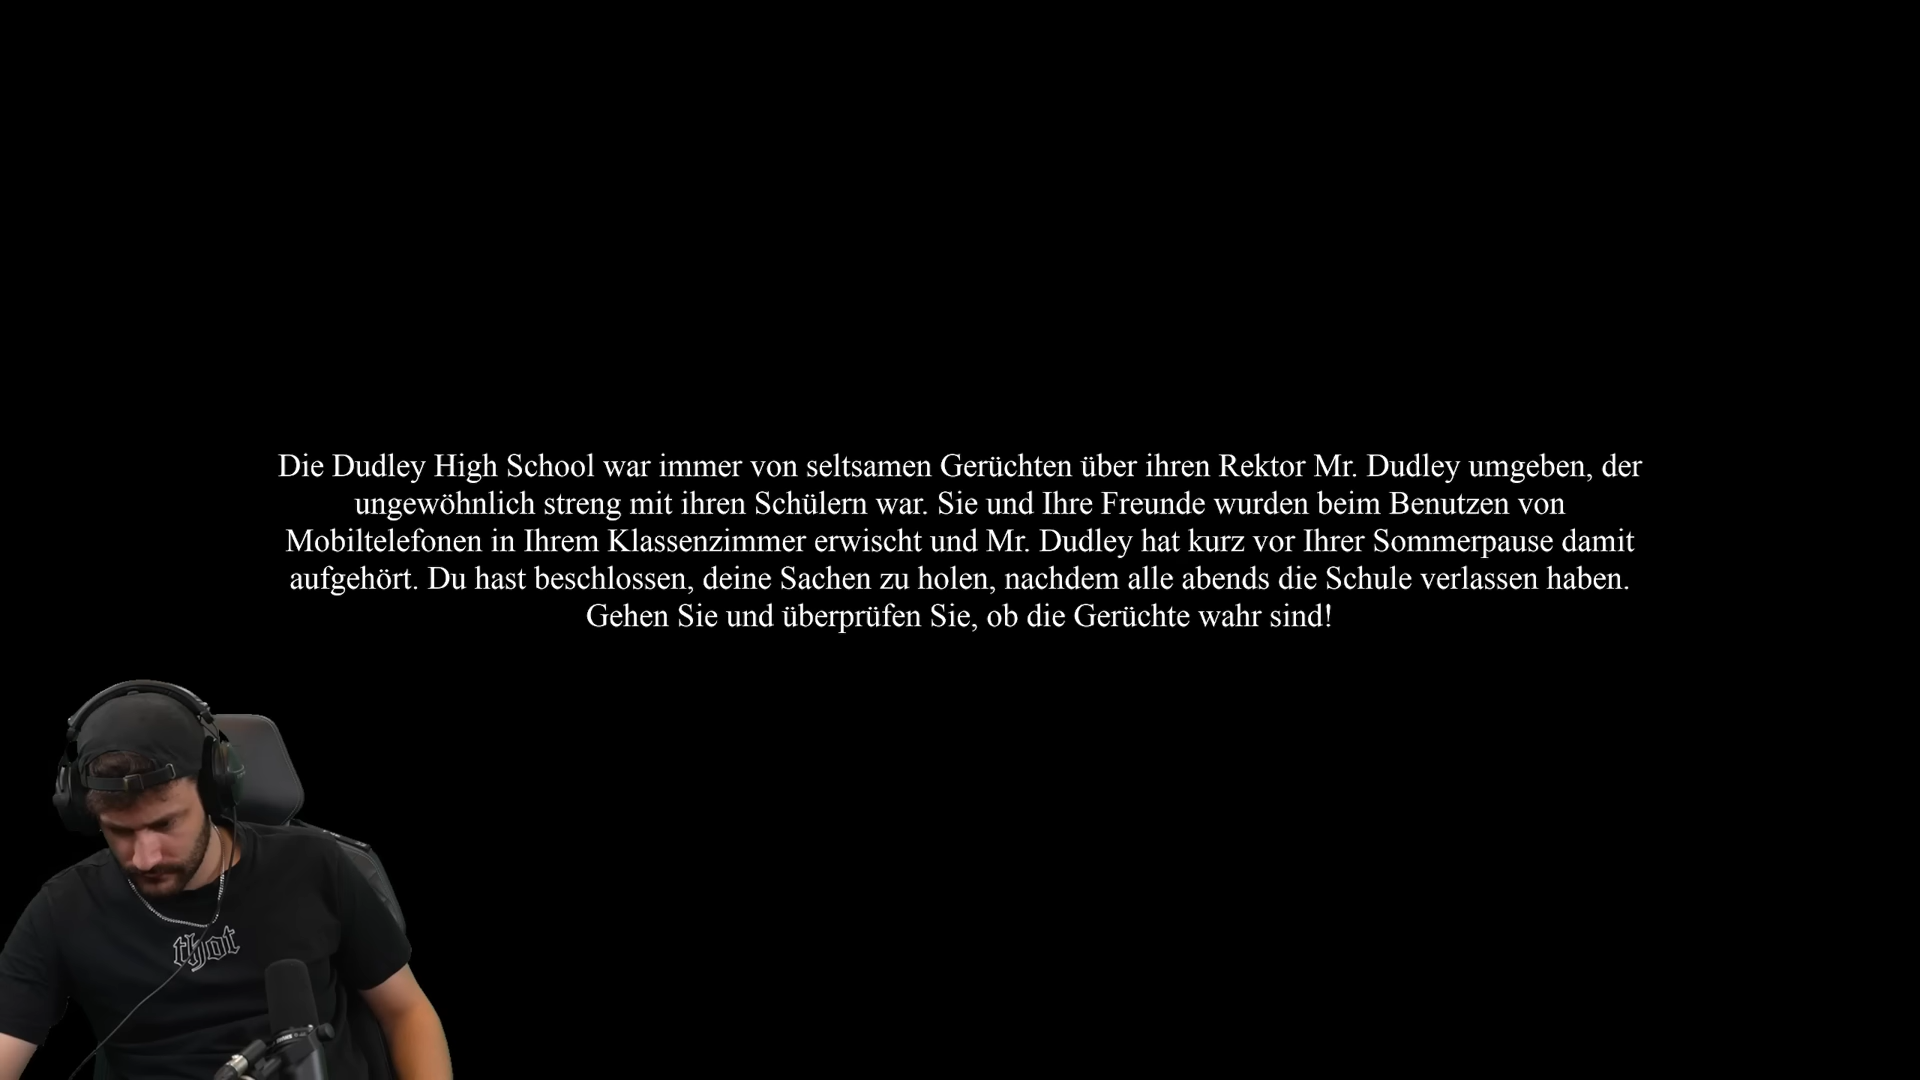 Die Dudley High School war immer von seltsamen Gerüchten über ihren Rektor Mr. Dudley umgeben, der
ungewöhnlich streng mit ihren Schülern war. Sie und Ihre Freunde wurden beim Benutzen von
Mobiltelefonen in Ihrem Klassenzimmer erwischt und Mr. Dudley hat kurz vor Ihrer Sommerpause damit
aufgehört. Du hast beschlossen, deine Sachen zu holen, nachdem alle abends die Schule verlassen haben.
Gehen Sie und überprüfen Sie, ob die Gerüchte wahr sind!
thot